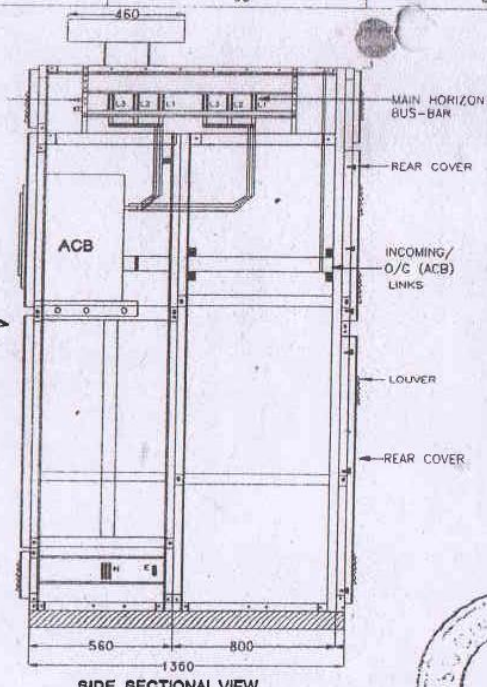 460
L3 L2 L1 L3 L2 L1
MAIN HORIZON
BUS-BAR
REAR COVER
ACB
INCOMING/
O/G (ACB)
LINKS
LOUVER
REAR COVER
N E
560 800
1360
SIDE SECTIONAL VIEW